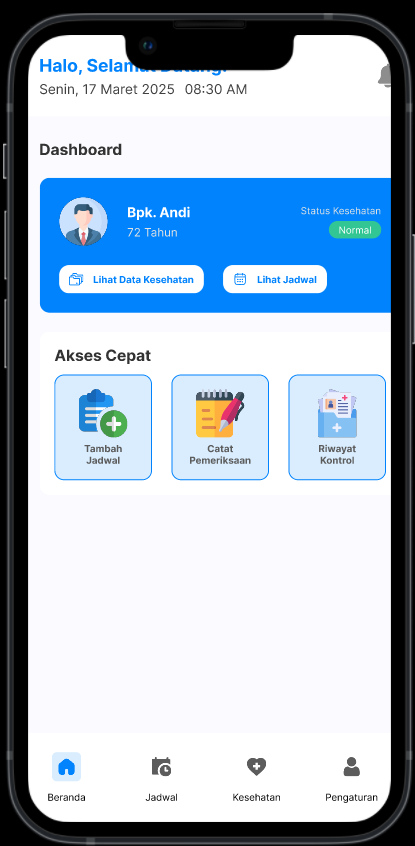 Halo, Selamat Datang!
Senin, 17 Maret 2025 08:30 AM
Dashboard
Bpk. Andi
72 Tahun
Status Kesehatan
Normal
Lihat Data Kesehatan
Lihat Jadwal
Akses Cepat
Tambah
Jadwal
Catat
Pemeriksaan
Riwayat
Kontrol
Beranda
Jadwal
Kesehatan
Pengaturan